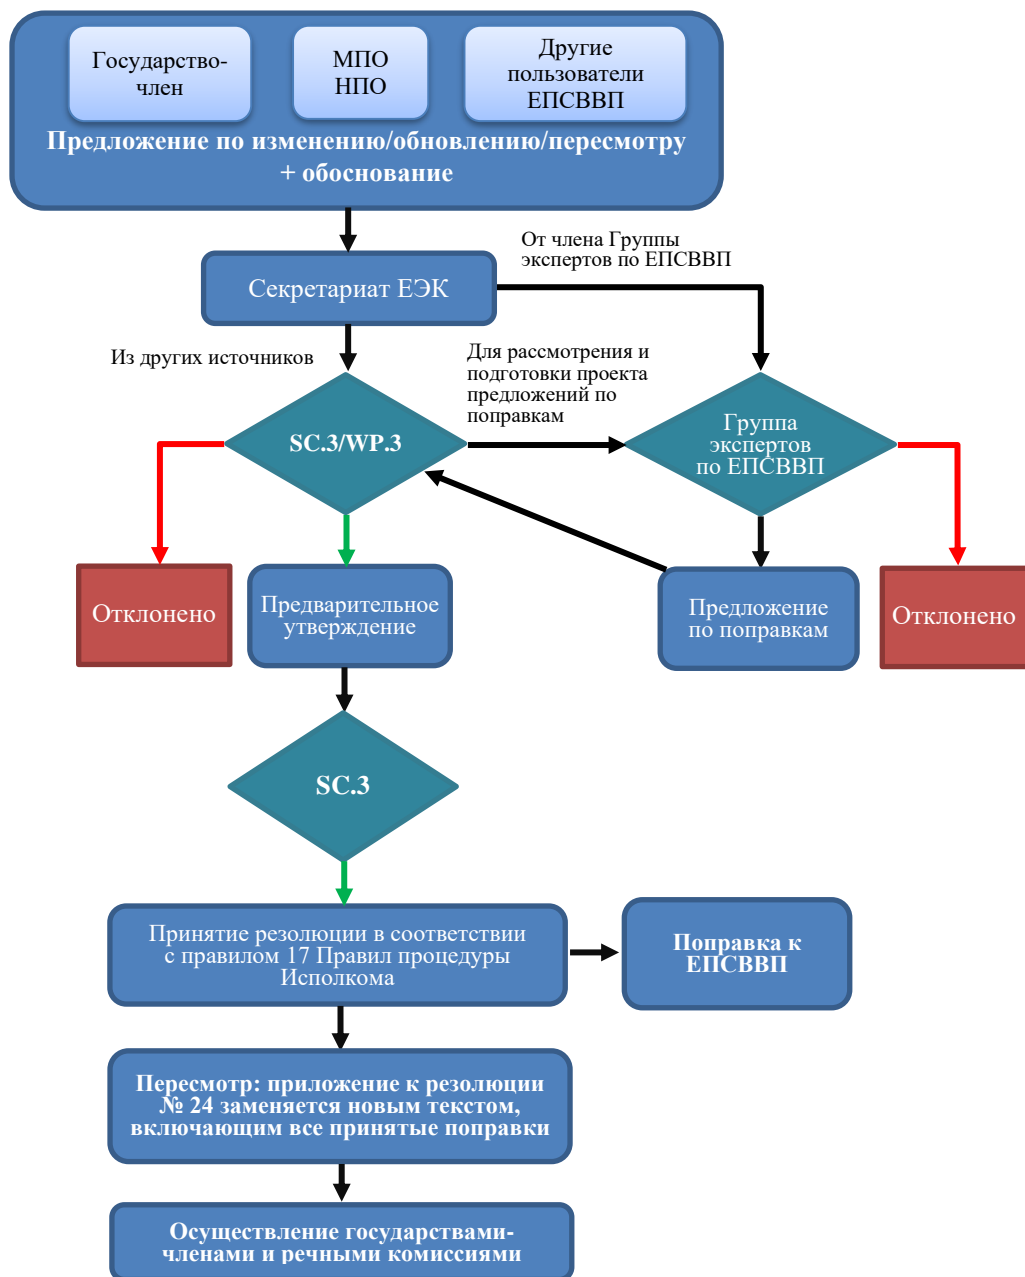 Государство-
член
МПО
НПО
Другие
пользователи
ЕПСВВП
Предложение по изменению/обновлению/пересмотру
+ обоснование
От члена Группы
экспертов по ЕПСВВП
Секретариат ЕЭК
Из других источников
Для рассмотрения и
подготовки проекта
предложений по
поправкам
SC.3/WP.3
Группа
экспертов
по ЕПСВВП
Отклонено
Предварительное
утверждение
Предложение
по поправкам
Отклонено
SC.3
Принятие резолюции в соответствии
с правилом 17 Правил процедуры
Исполкома
Поправка к
ЕПСВВП
Пересмотр: приложение к резолюции
№ 24 заменяется новым текстом,
включающим все принятые поправки
Осуществление государствами-
членами и речными комиссиями